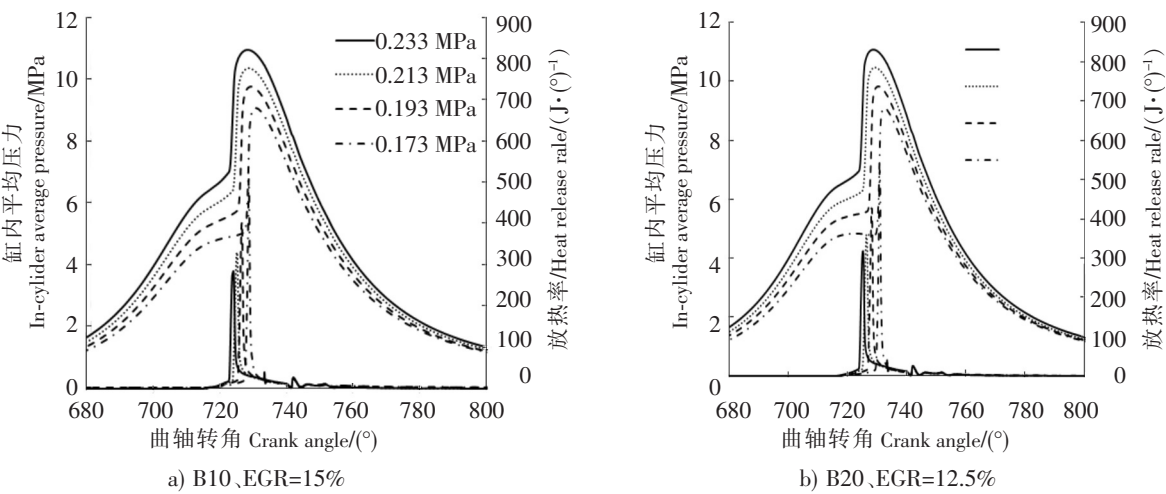 12
10
8
6
4
2
0
缸内平均压力
In-cylider average pressure/MPa
0.233 MPa
0.213 MPa
0.193 MPa
0.173 MPa
900
800
700
600
500
400
300
200
100
0
放热率/Heat release rale/(J·(°)⁻¹)
680 700 720 740 760 780 800
曲轴转角 Crank angle/(°)
a) B10、EGR=15%
12
10
8
6
4
2
0
缸内平均压力
In-cylider average pressure/MPa
900
800
700
600
500
400
300
200
100
0
放热率/Heat release rale/(J·(°)⁻¹)
680 700 720 740 760 780 800
曲轴转角 Crank angle/(°)
b) B20、EGR=12.5%